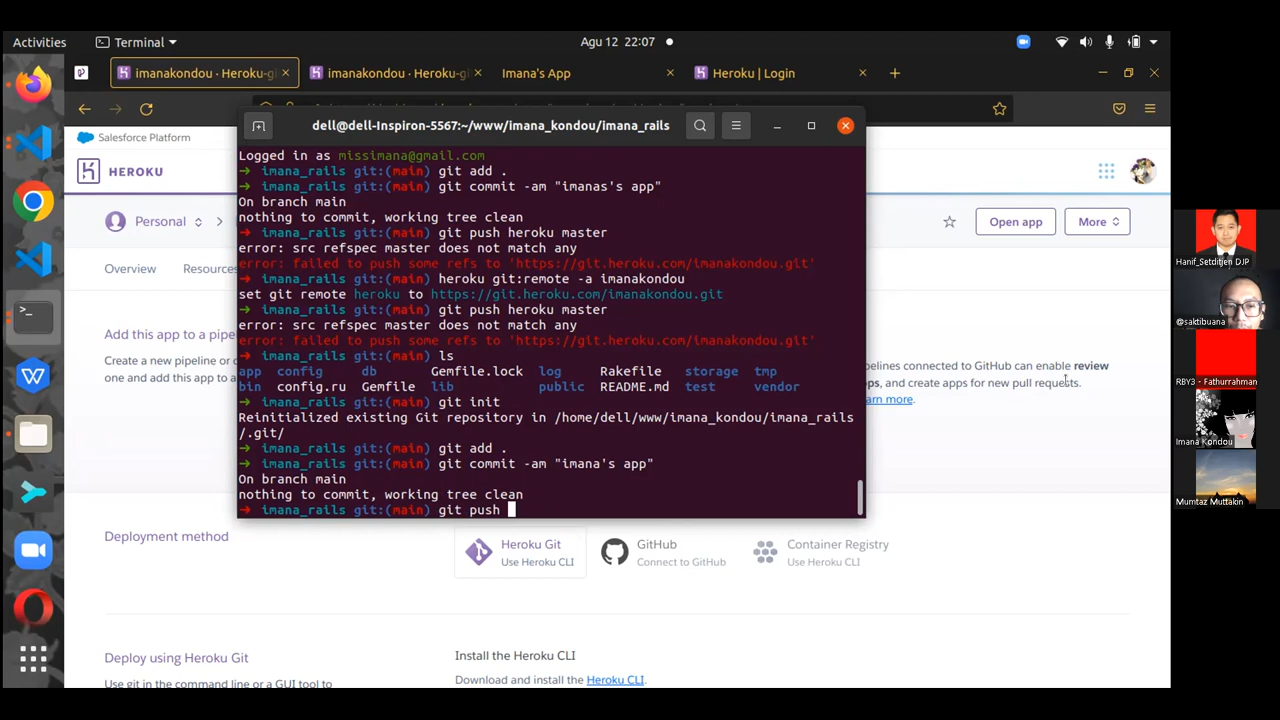 Activities
Terminal
Agu 12 22:07
imanakondou · Heroku-gi
imanakondou · Heroku-gi
Imana's App
Heroku | Login
dell@dell-Inspiron-5567:~/www/imana_kondou/imana_rails
Salesforce Platform
HEROKU
Personal
Open app
More
Overview
Resources
Logged in as missimana@gmail.com
➜ imana_rails git:(main) git add .
➜ imana_rails git:(main) git commit -am "imanas's app"
On branch main
nothing to commit, working tree clean
➜ imana_rails git:(main) git push heroku master
error: src refspec master does not match any
error: failed to push some refs to 'https://git.heroku.com/imanakondou.git'
➜ imana_rails git:(main) heroku git:remote -a imanakondou
set git remote heroku to https://git.heroku.com/imanakondou.git
➜ imana_rails git:(main) git push heroku master
error: src refspec master does not match any
error: failed to push some refs to 'https://git.heroku.com/imanakondou.git'
➜ imana_rails git:(main) ls
app config db Gemfile.lock log Rakefile storage tmp
bin config.ru Gemfile lib public README.md test vendor
➜ imana_rails git:(main) git init
Reinitialized existing Git repository in /home/dell/www/imana_kondou/imana_rails
/.git/
➜ imana_rails git:(main) git add .
➜ imana_rails git:(main) git commit -am "imana's app"
On branch main
nothing to commit, working tree clean
➜ imana_rails git:(main) git push
Add this app to a pipe
Create a new pipeline or c
one and add this app to a
pelines connected to GitHub can enable review
ps, and create apps for new pull requests.
arn more.
Deployment method
Heroku Git
Use Heroku CLI
GitHub
Connect to GitHub
Container Registry
Use Heroku CLI
Deploy using Heroku Git
Use git in the command line or a GUI tool to
Install the Heroku CLI
Download and install the Heroku CLI.
Hanif_Setditjen DJP
@saktibuana
RBY3 - Fathurrahman
Imana Kondou
Mumtaz Muttakin